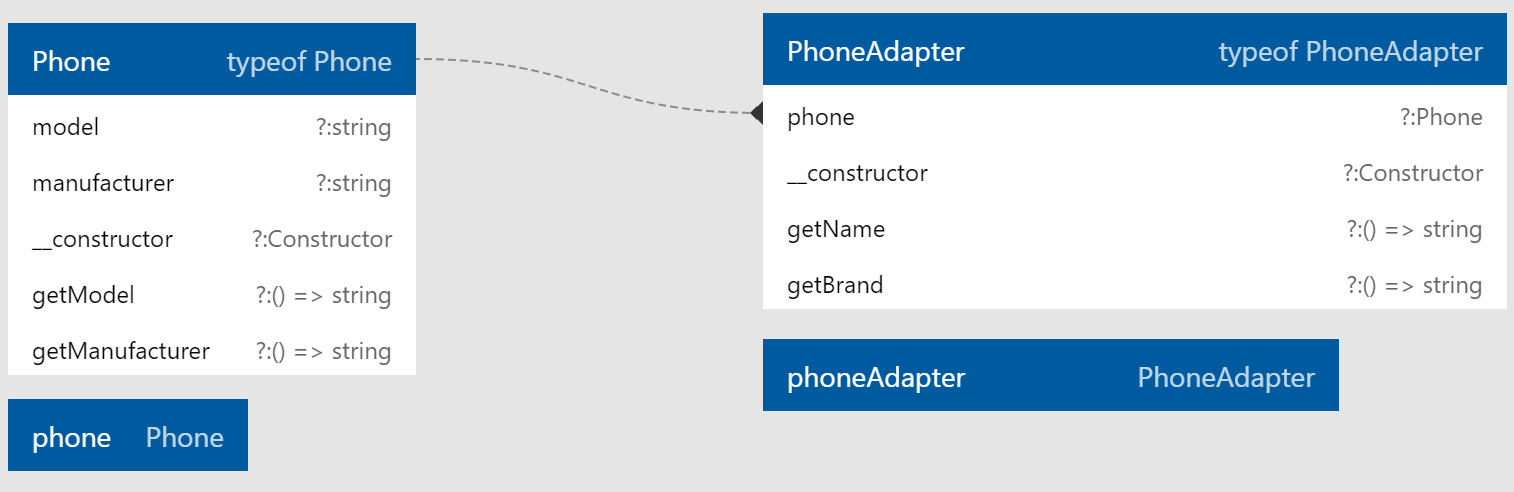 Phone typeof Phone
model ?:string
manufacturer ?:string
__constructor ?:Constructor
getModel ?:() => string
getManufacturer ?:() => string
phone Phone
PhoneAdapter typeof PhoneAdapter
phone ?:Phone
__constructor ?:Constructor
getName ?:() => string
getBrand ?:() => string
phoneAdapter PhoneAdapter